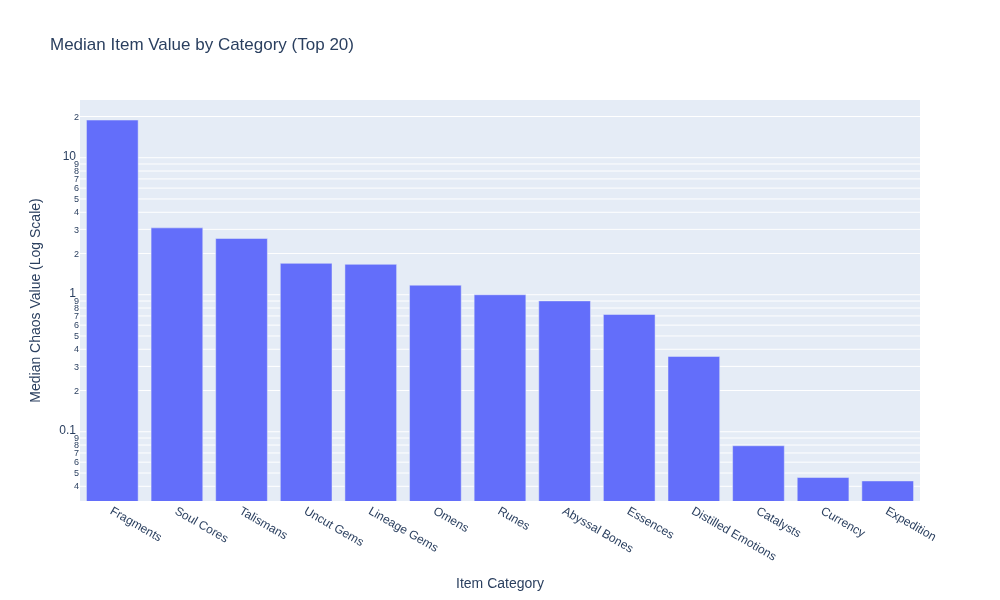 Median Item Value by Category (Top 20)
Median Chaos Value (Log Scale)
2
10
9
8
7
6
5
4
3
2
1
9
8
7
6
5
4
3
2
0.1
9
8
7
6
5
4
Fragments
Soul Cores
Talismans
Uncut Gems
Lineage Gems
Omens
Runes
Abyssal Bones
Essences
Distilled Emotions
Catalysts
Currency
Expedition
Item Category